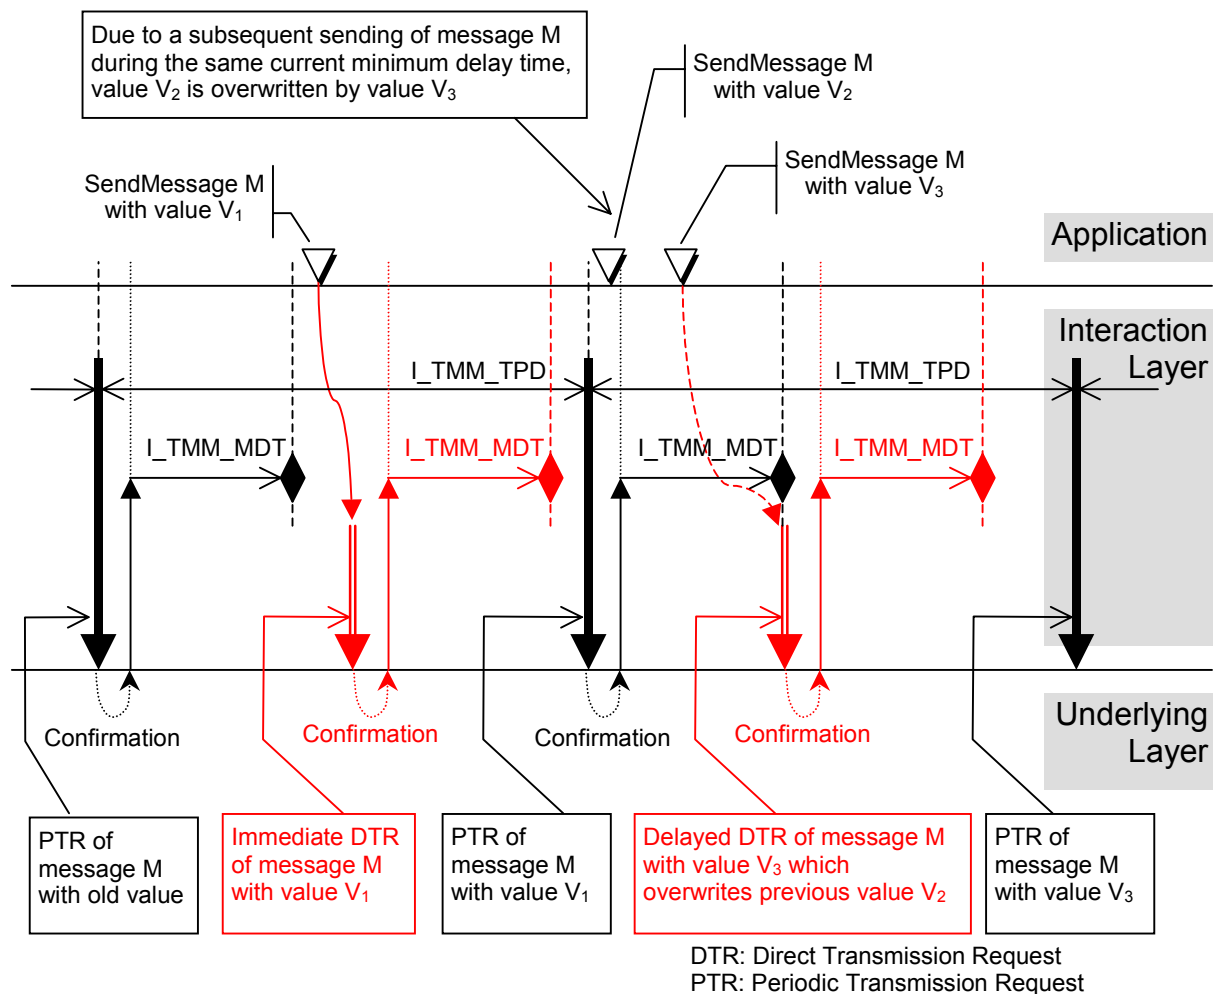 Due to a subsequent sending of message M
during the same current minimum delay time,
value V₂ is overwritten by value V₃
SendMessage M
with value V₂
SendMessage M
with value V₃
SendMessage M
with value V₁
Application
Interaction
Layer
I_TMM_TPD
I_TMM_TPD
I_TMM_MDT
I_TMM_MDT
I_TMM_MDT
I_TMM_MDT
Underlying
Layer
Confirmation
Confirmation
Confirmation
Confirmation
PTR of
message M
with old value
Immediate DTR
of message M
with value V₁
PTR of
message M
with value V₁
Delayed DTR of message M
with value V₃ which
overwrites previous value V₂
PTR of
message M
with value V₃
DTR: Direct Transmission Request
PTR: Periodic Transmission Request